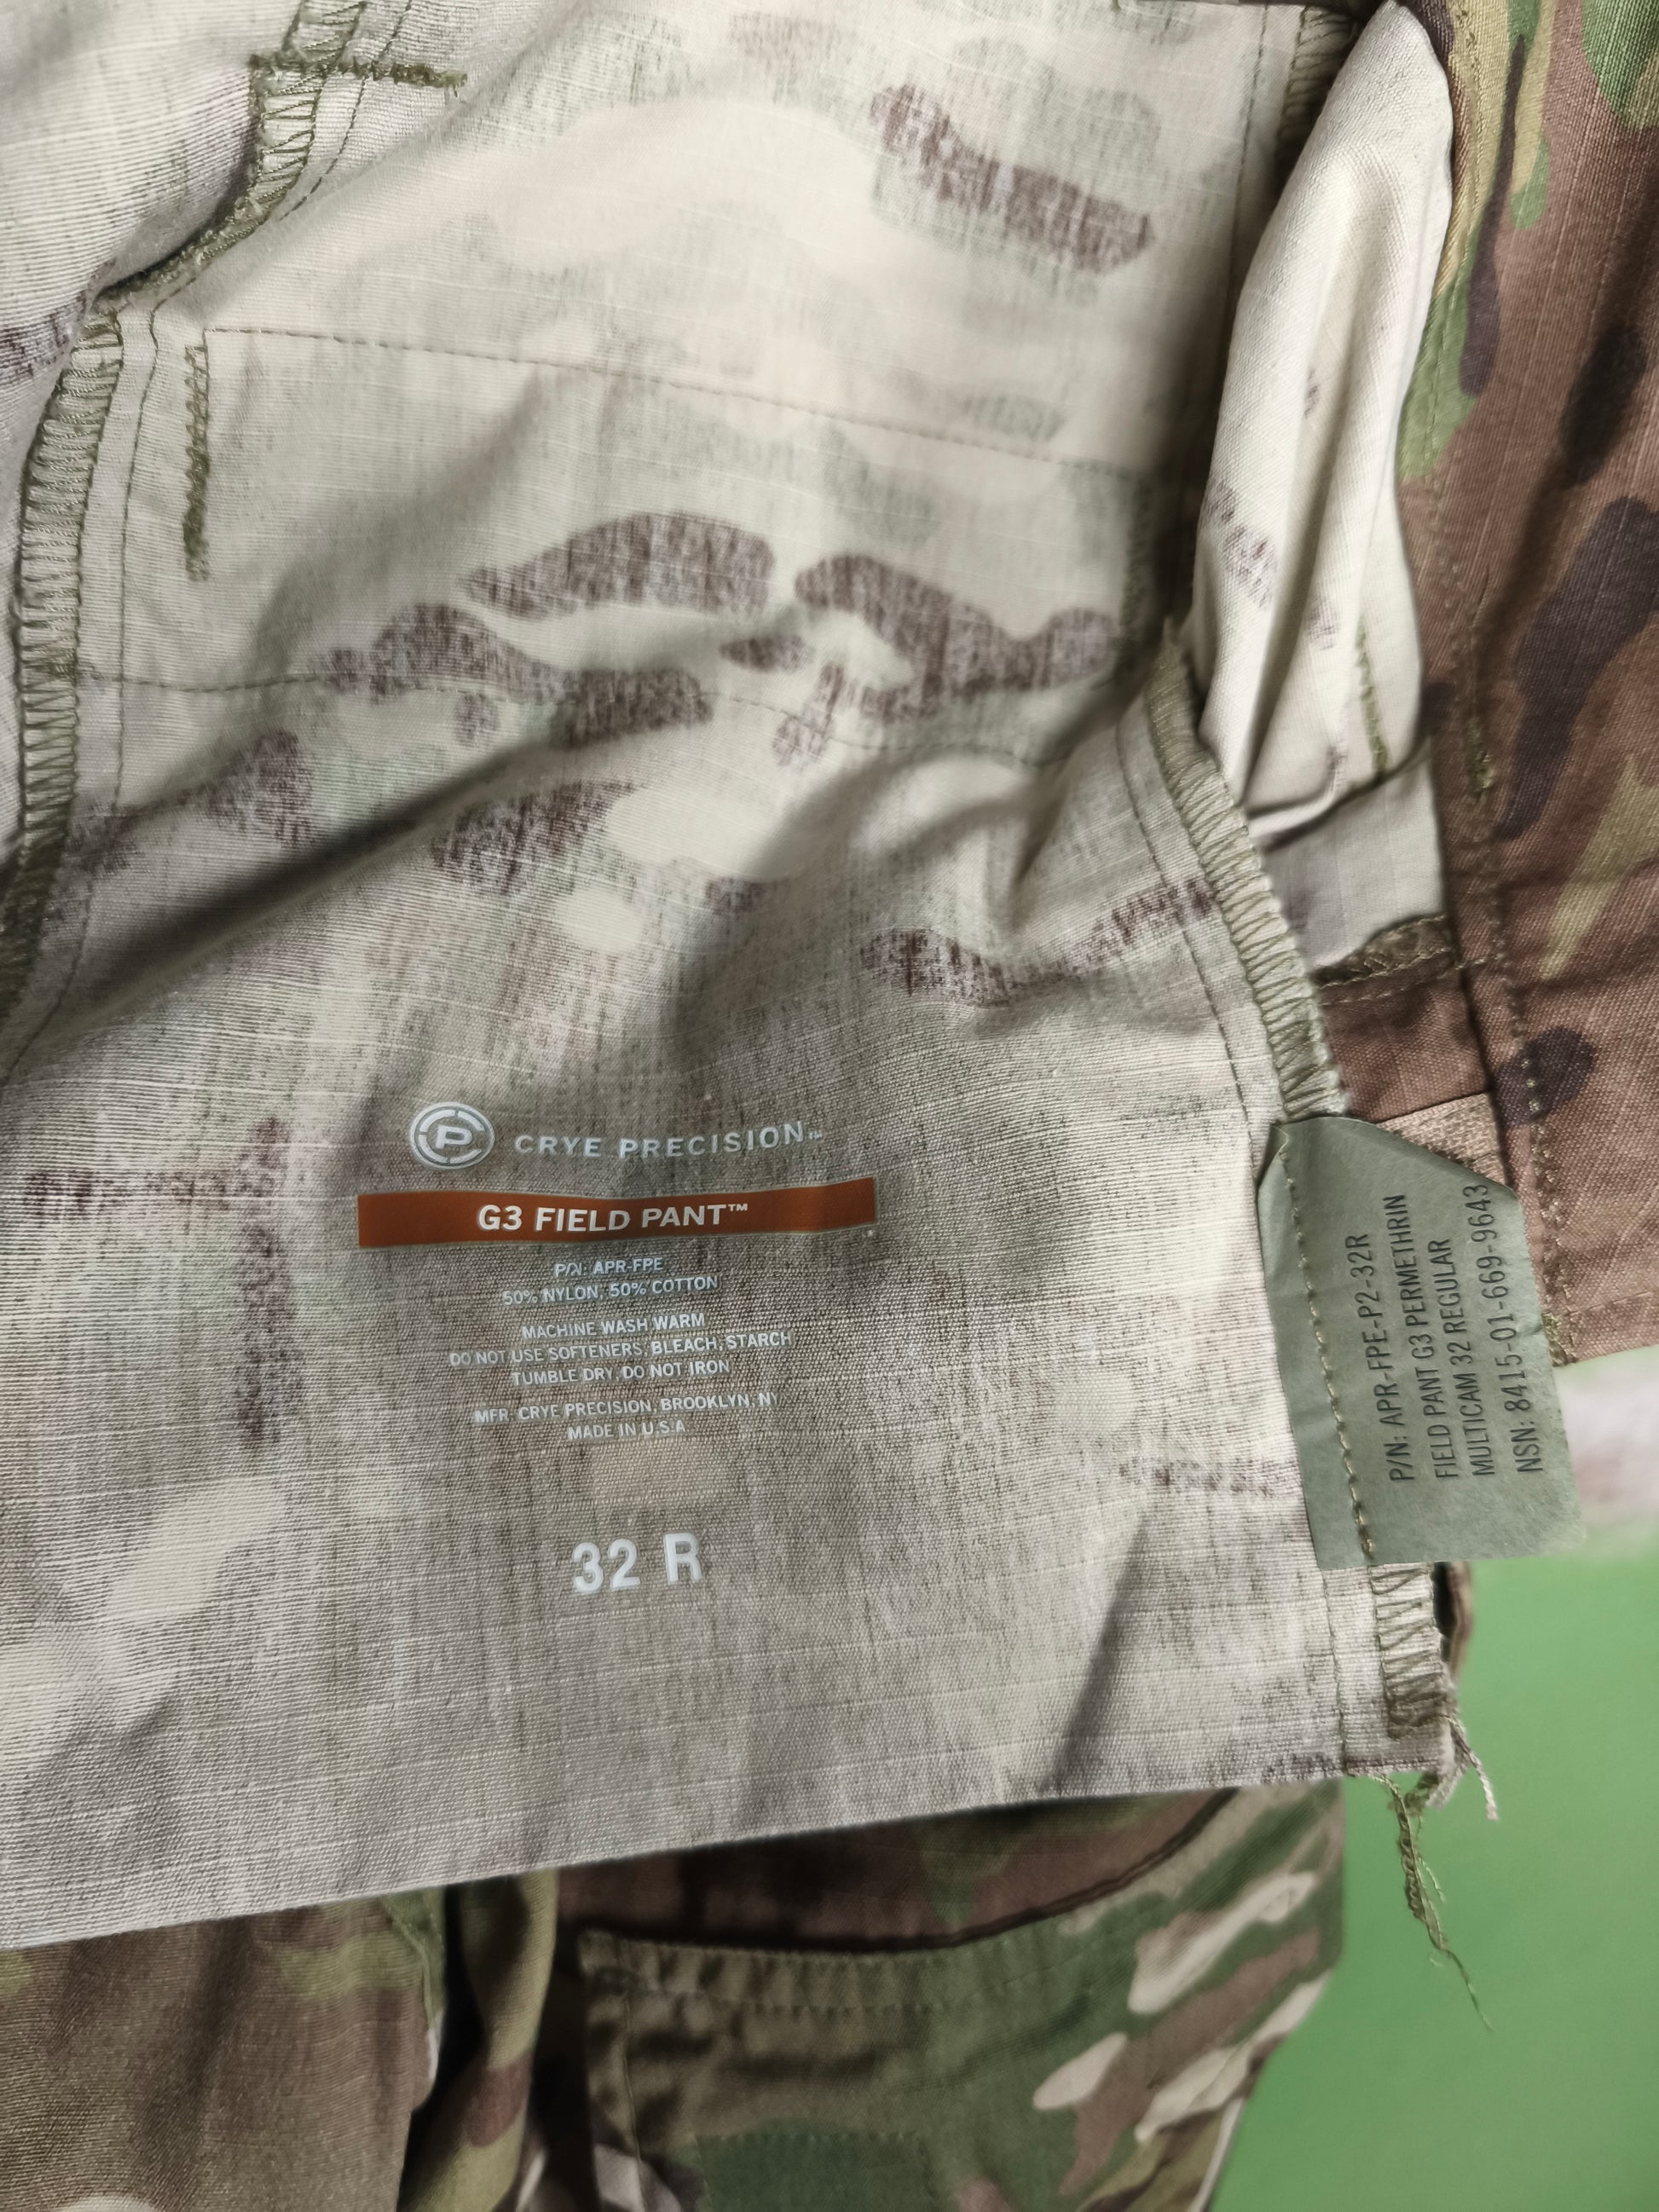 CRYE PRECISION™
G3 FIELD PANT™
P/N: APR-FPE
50% NYLON, 50% COTTON
MACHINE WASH WARM
DO NOT USE SOFTENERS, BLEACH, STARCH
TUMBLE DRY, DO NOT IRON
MFR: CRYE PRECISION, BROOKLYN, NY
MADE IN U.S.A
32 R
P/N: APR-FPE-P2-32R
FIELD PANT G3 PERMETHRIN
MULTICAM 32 REGULAR
NSN: 8415-01-669-9643